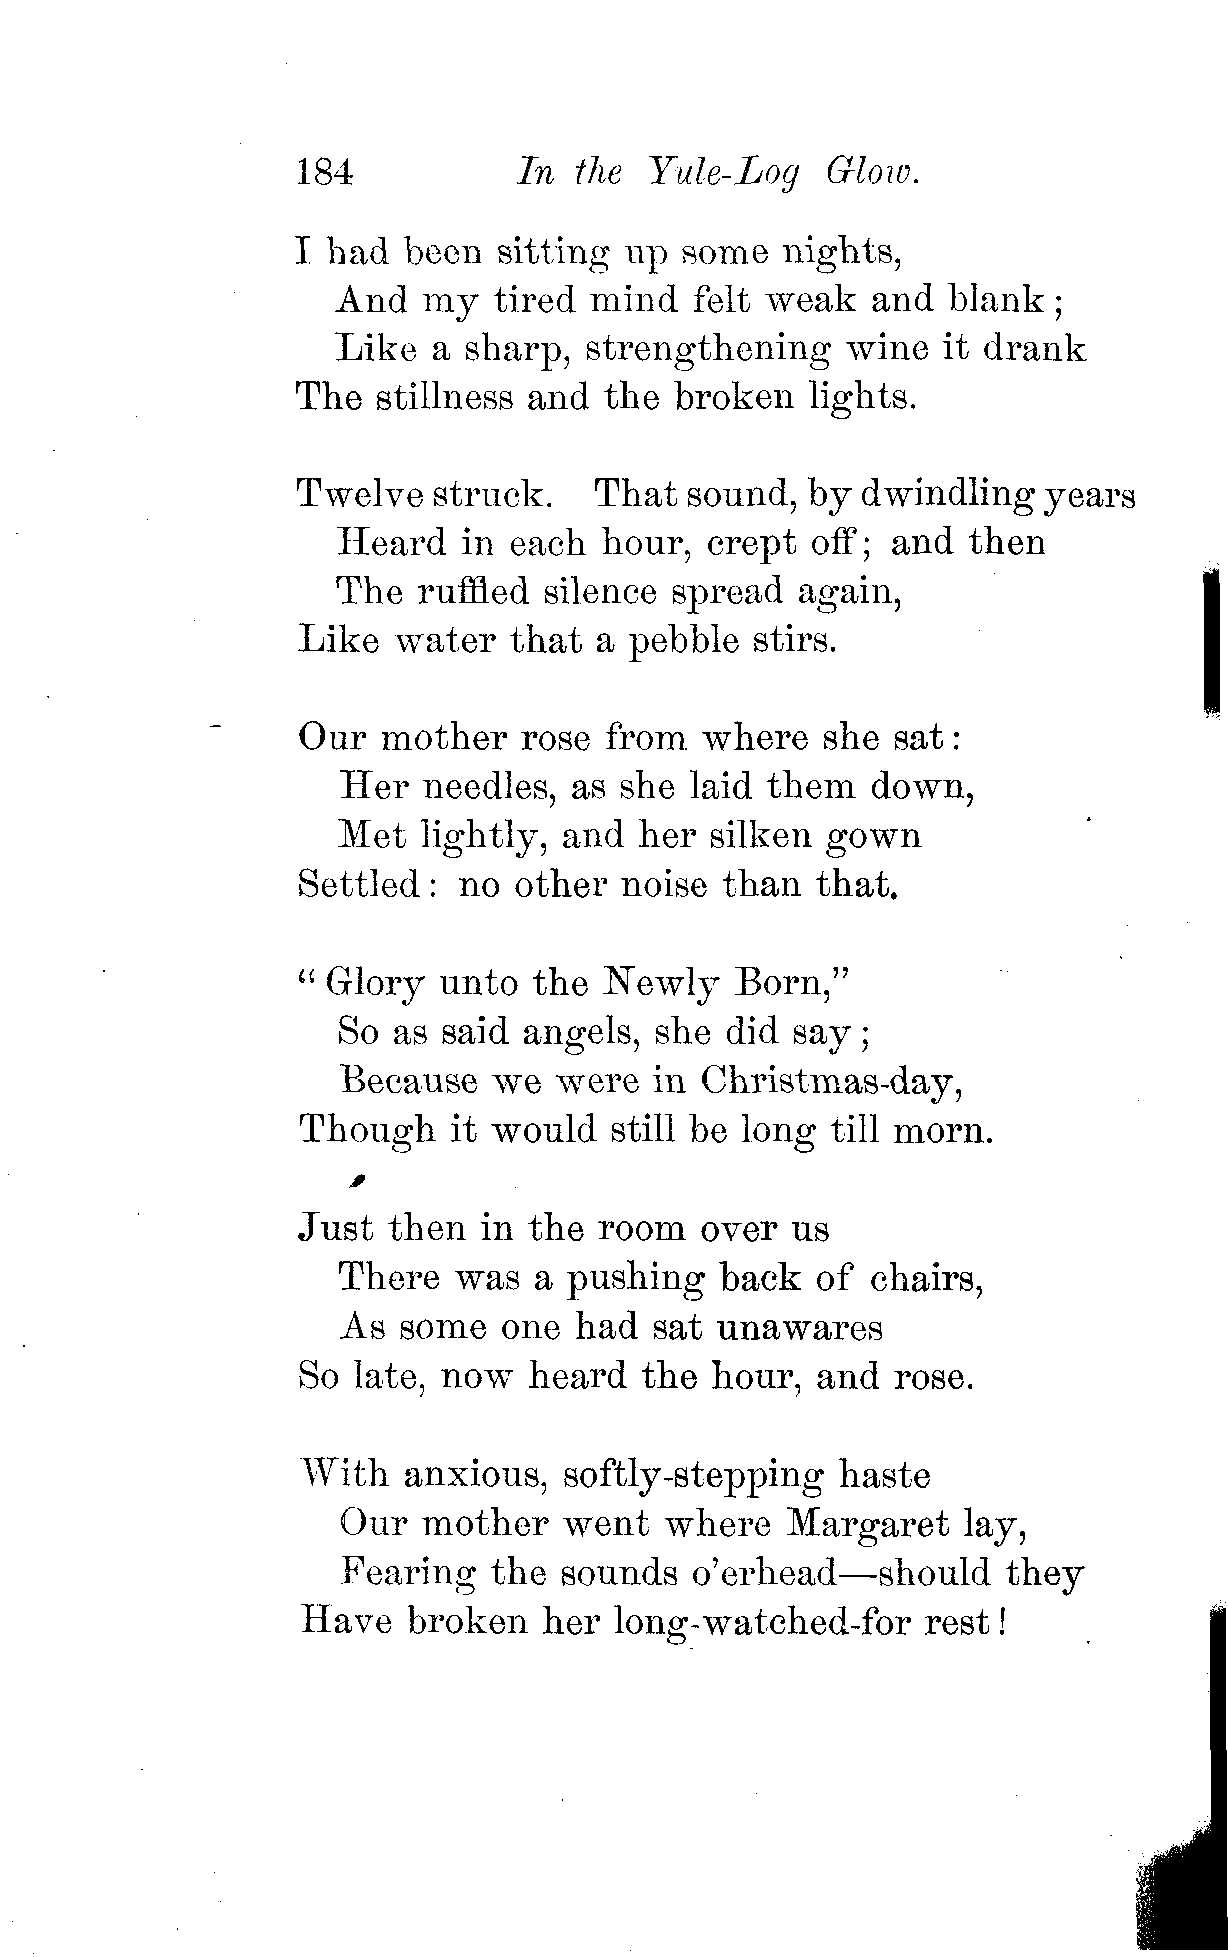 184 In the Yule-Log Glow.
I had been sitting up some nights,
And my tired mind felt weak and blank;
Like a sharp, strengthening wine it drank
The stillness and the broken lights.
Twelve struck. That sound, by dwindling years
Heard in each hour, crept off; and then
The ruffled silence spread again,
Like water that a pebble stirs.
Our mother rose from where she sat:
Her needles, as she laid them down,
Met lightly, and her silken gown
Settled: no other noise than that.
"Glory unto the Newly Born,"
So as said angels, she did say;
Because we were in Christmas-day,
Though it would still be long till morn.
Just then in the room over us
There was a pushing back of chairs,
As some one had sat unawares
So late, now heard the hour, and rose.
With anxious, softly-stepping haste
Our mother went where Margaret lay,
Fearing the sounds o'erhead—should they
Have broken her long-watched-for rest!